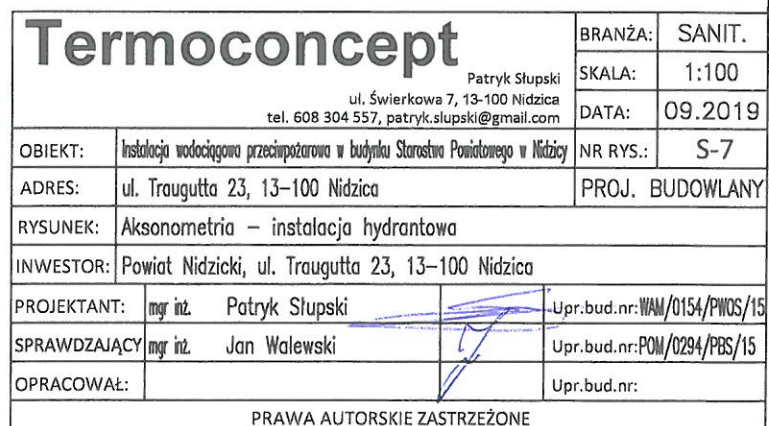 Termoconcept
Patryk Słupski
ul. Świerkowa 7, 13-100 Nidzica
tel. 608 304 557, patryk.slupski@gmail.com
BRANŻA: SANIT.
SKALA: 1:100
DATA: 09.2019
OBIEKT: Instalacja wodociągowa przeciwpożarowa w budynku Starostwa Powiatowego w Nidzicy NR RYS.: S-7
ADRES: ul. Traugutta 23, 13-100 Nidzica PROJ. BUDOWLANY
RYSUNEK: Aksonometria – instalacja hydrantowa
INWESTOR: Powiat Nidzicki, ul. Traugutta 23, 13-100 Nidzica
PROJEKTANT: mgr inż. Patryk Słupski Upr.bud.nr:WAM/0154/PWOS/15
SPRAWDZAJĄCY mgr inż. Jan Walewski Upr.bud.nr:POM/0294/PBS/15
OPRACOWAŁ: Upr.bud.nr:
PRAWA AUTORSKIE ZASTRZEŻONE